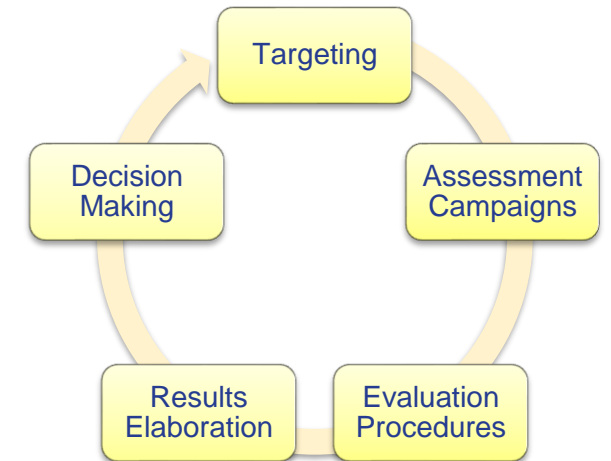 Targeting
Assessment
Campaigns
Evaluation
Procedures
Results
Elaboration
Decision
Making